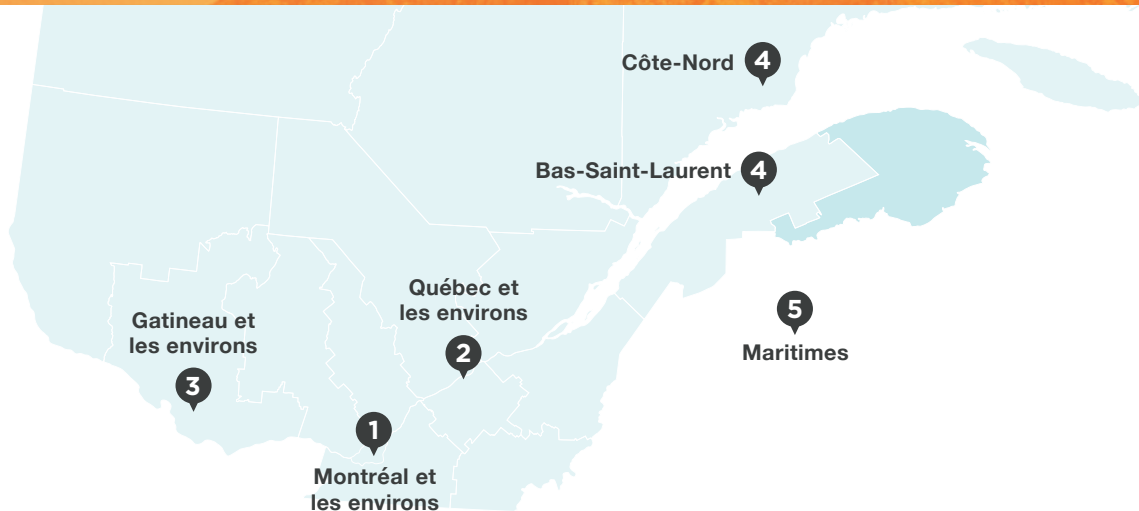 Côte-Nord 4
Bas-Saint-Laurent 4
Québec et
les environs
2
5
Maritimes
Gatineau et
les environs
3
1
Montréal et
les environs